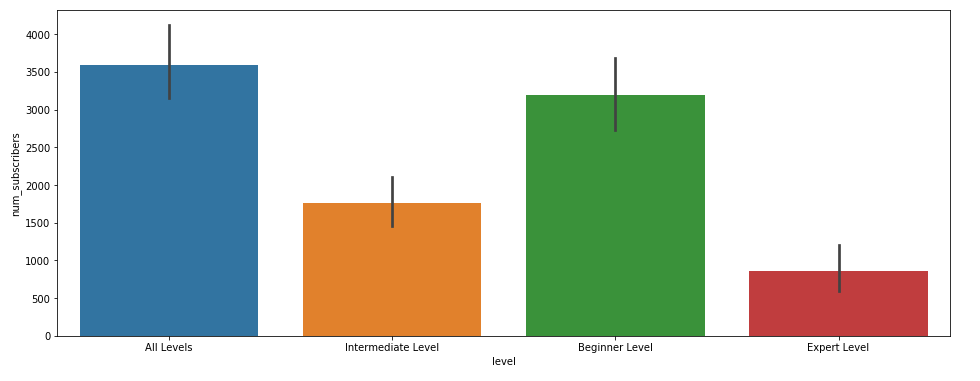 4000
3500
3000
2500
2000
1500
1000
500
0
num_subscribers
All Levels
Intermediate Level
Beginner Level
Expert Level
level